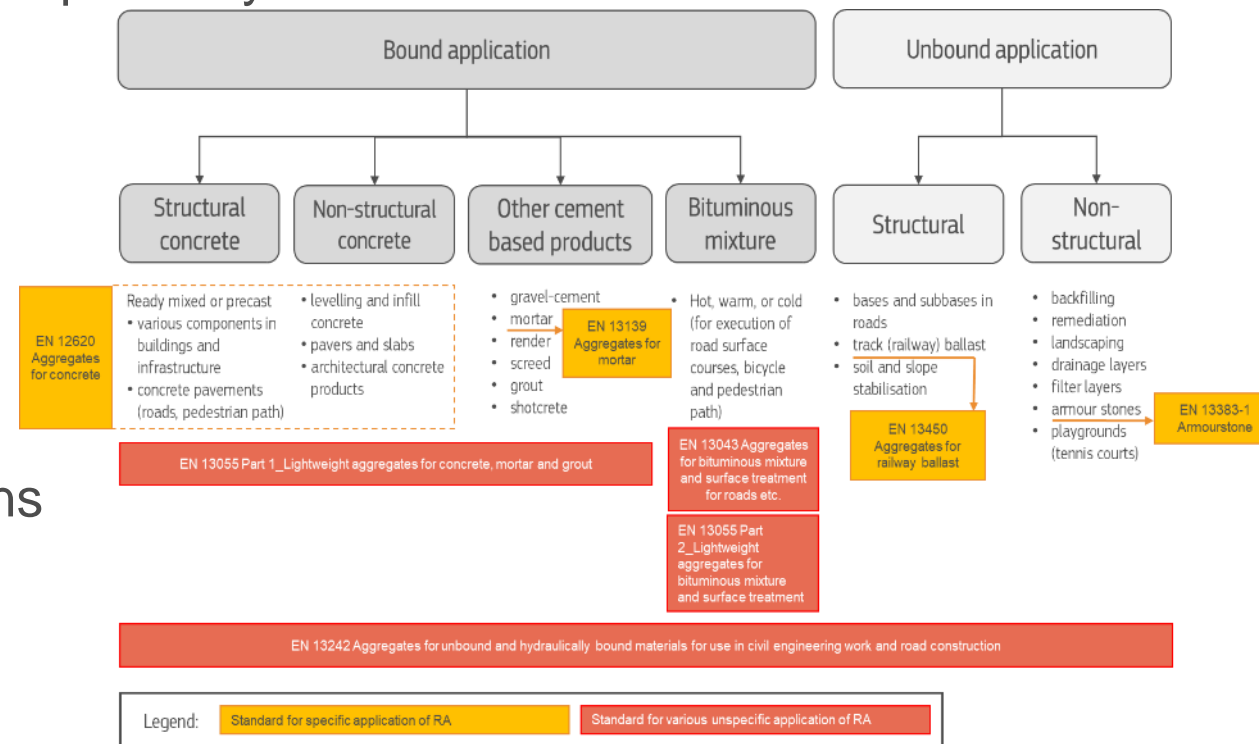 Bound application
Unbound application
Structural
concrete
Non-structural
concrete
Other cement
based products
Bituminous
mixture
Structural
Non-
structural
EN 12620
Aggregates
for concrete
Ready mixed or precast
• various components in
buildings and
infrastructure
• concrete pavements
(roads, pedestrian path)
• levelling and infill
concrete
• pavers and slabs
• architectural concrete
products
• gravel-cement
• mortar
• render
• screed
• grout
• shotcrete
EN 13139
Aggregates for
mortar
• Hot, warm, or cold
(for execution of
road surface
courses, bicycle
and pedestrian
path)
• bases and subbases in
roads
• track (railway) ballast
• soil and slope
stabilisation
EN 13450
Aggregates for
railway ballast
• backfilling
• remediation
• landscaping
• drainage layers
• filter layers
• armour stones
• playgrounds
(tennis courts)
EN 13383-1
Armourstone
EN 13055 Part 1_Lightweight aggregates for concrete, mortar and grout
EN 13043 Aggregates
for bituminous mixture
and surface treatment
for roads etc.
ns
EN 13055 Part
2_Lightweight
aggregates for
bituminous mixture
and surface treatment
EN 13242 Aggregates for unbound and hydraulically bound materials for use in civil engineering work and road construction
Legend:
Standard for specific application of RA
Standard for various unspecific application of RA